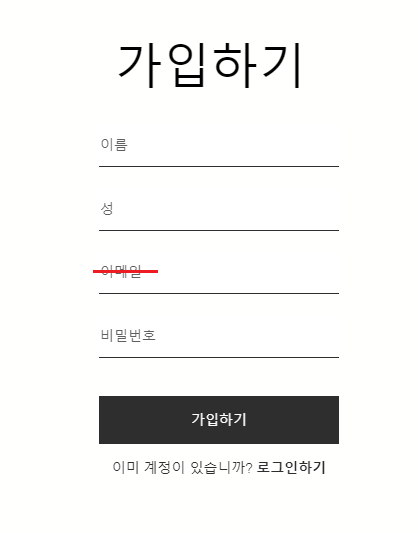 가입하기
이름
성
이메일
비밀번호
가입하기
이미 계정이 있습니까? 로그인하기